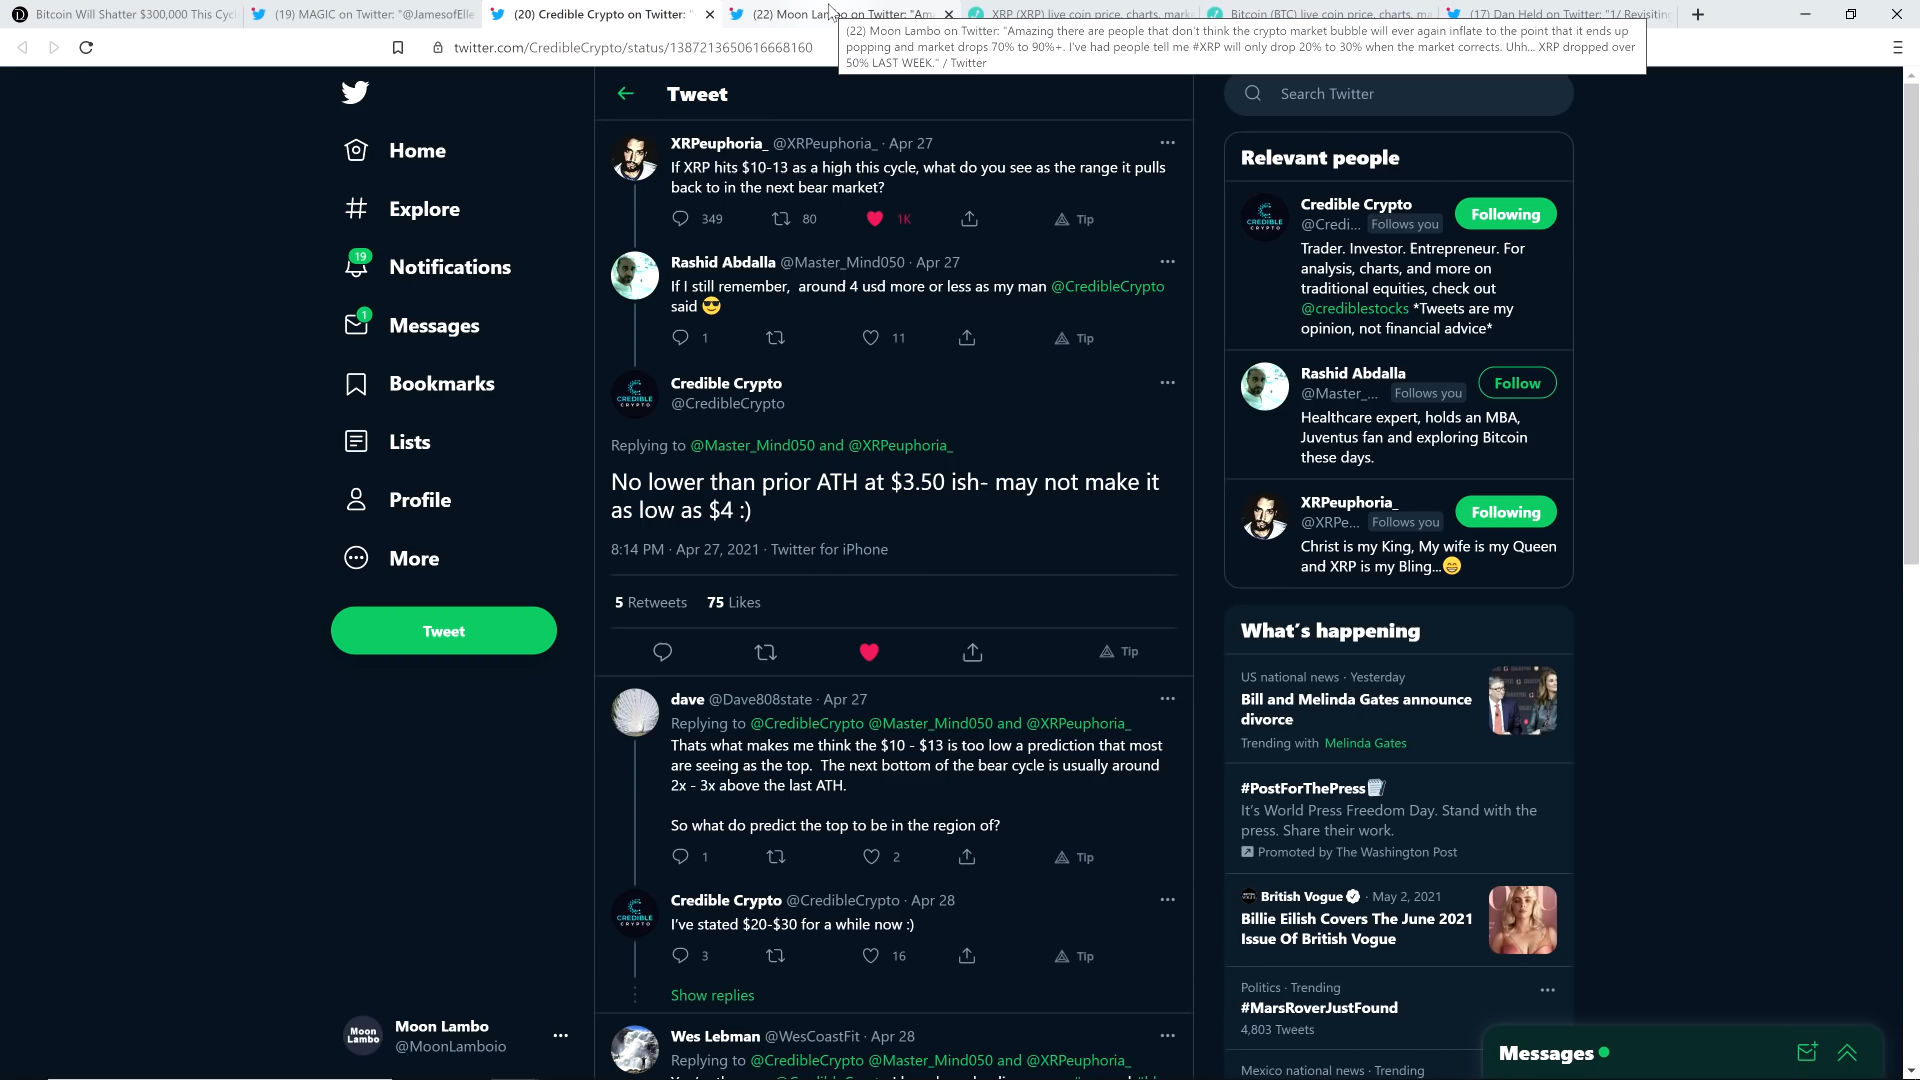 Bitcoin Will Shatter $300,000 This Cyc
(19) MAGIC on Twitter: "@JamesofElle
(20) Credible Crypto on Twitter: "
(22) Moon Lambo on Twitter: "Am
XRP (XRP) live coin price, charts, mark
Bitcoin (BTC) live coin price, charts, m
(17) Dan Held on Twitter: "1/ Revisiting
twitter.com/CredibleCrypto/status/1387213650616668160
(22) Moon Lambo on Twitter: "Amazing there are people that don't think the crypto market bubble will ever again inflate to the point that it ends up
popping and market drops 70% to 90%+. I've had people tell me #XRP will only drop 20% to 30% when the market corrects. Uhh... XRP dropped over
50% LAST WEEK." / Twitter
Home
Explore
19
Notifications
1
Messages
Bookmarks
Lists
Profile
More
Tweet
Moon Lambo
Moon Lambo
@MoonLamboio
Tweet
XRPeuphoria_ @XRPeuphoria_ · Apr 27
If XRP hits $10-13 as a high this cycle, what do you see as the range it pulls
back to in the next bear market?
349 80 1K Tip
Rashid Abdalla @Master_Mind050 · Apr 27
If I still remember, around 4 usd more or less as my man @CredibleCrypto
said 😎
1 11 Tip
CREDIBLE CRYPTO
Credible Crypto
@CredibleCrypto
Replying to @Master_Mind050 and @XRPeuphoria_
No lower than prior ATH at $3.50 ish- may not make it
as low as $4 :)
8:14 PM · Apr 27, 2021 · Twitter for iPhone
5 Retweets 75 Likes
Tip
dave @Dave808state · Apr 27
Replying to @CredibleCrypto @Master_Mind050 and @XRPeuphoria_
Thats what makes me think the $10 - $13 is too low a prediction that most
are seeing as the top. The next bottom of the bear cycle is usually around
2x - 3x above the last ATH.
So what do predict the top to be in the region of?
1 2 Tip
CREDIBLE CRYPTO
Credible Crypto @CredibleCrypto · Apr 28
I've stated $20-$30 for a while now :)
3 16 Tip
Show replies
Wes Lebman @WesCoastFit · Apr 28
Replying to @CredibleCrypto @Master_Mind050 and @XRPeuphoria_
Search Twitter
Relevant people
CREDIBLE CRYPTO
Credible Crypto
@Credi... Follows you
Following
Trader. Investor. Entrepreneur. For
analysis, charts, and more on
traditional equities, check out
@crediblestocks *Tweets are my
opinion, not financial advice*
Rashid Abdalla
@Master_... Follows you
Follow
Healthcare expert, holds an MBA,
Juventus fan and exploring Bitcoin
these days.
XRPeuphoria_
@XRPe... Follows you
Following
Christ is my King, My wife is my Queen
and XRP is my Bling...😄
What's happening
US national news · Yesterday
Bill and Melinda Gates announce
divorce
Trending with Melinda Gates
#PostForThePress
It's World Press Freedom Day. Stand with the
press. Share their work.
Promoted by The Washington Post
British Vogue · May 2, 2021
Billie Eilish Covers The June 2021
Issue Of British Vogue
Politics · Trending
#MarsRoverJustFound
4,803 Tweets
Mexico national news · Trending
Messages